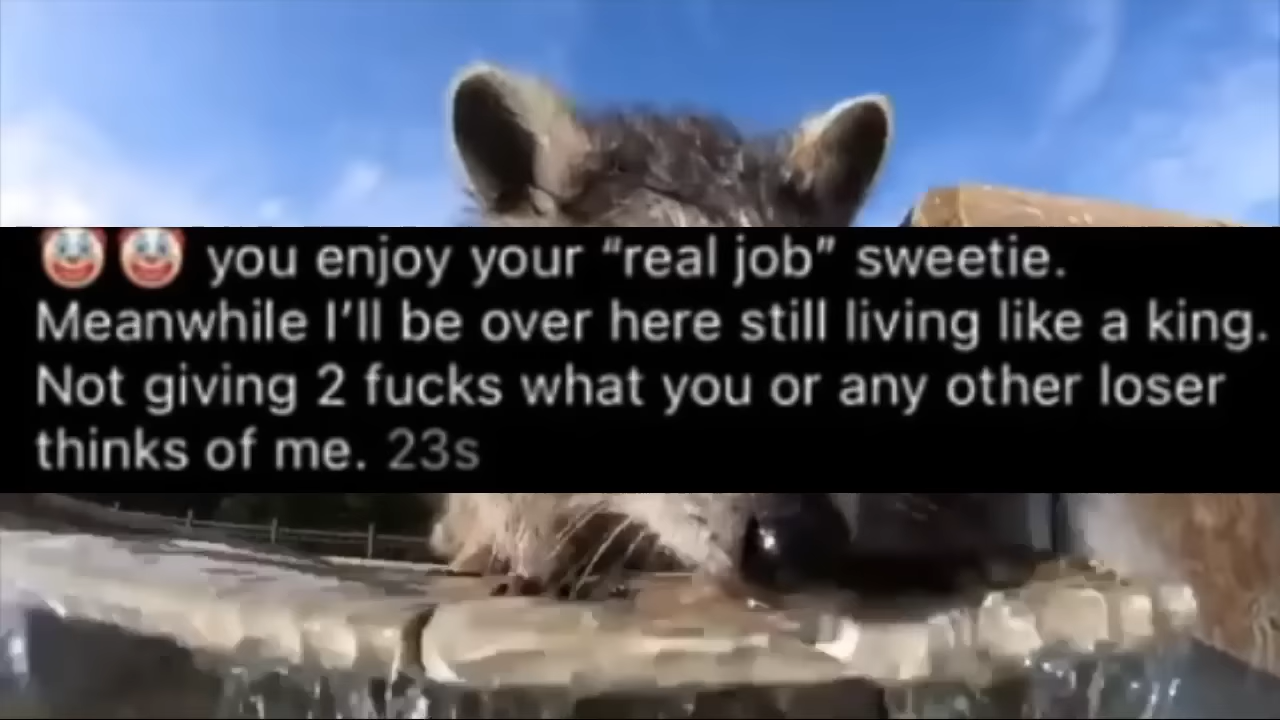 🤡🤡 you enjoy your “real job” sweetie.
Meanwhile I’ll be over here still living like a king.
Not giving 2 fucks what you or any other loser
thinks of me. 23s